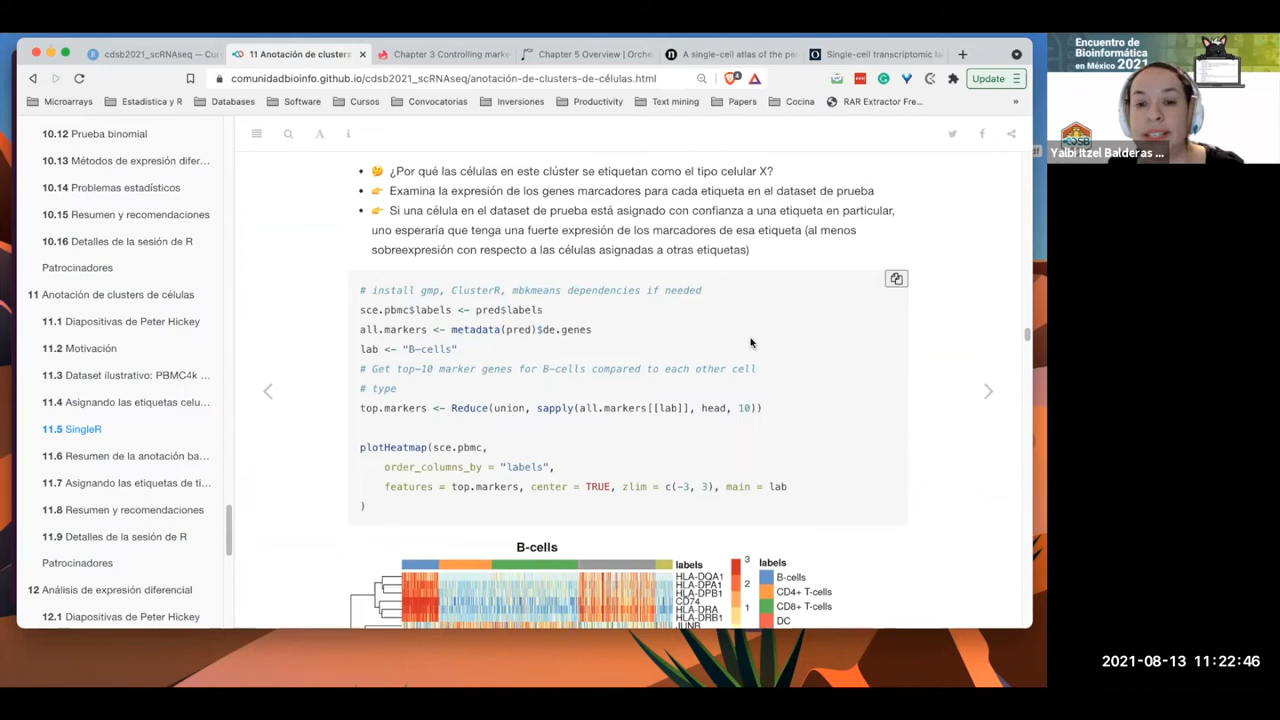 cdsb2021_scRNAseq — Cur
11 Anotación de clusters
Chapter 3 Controlling marke
Chapter 5 Overview | Orche
A single-cell atlas of the pe
Single-cell transcriptomic la
comunidadbioinfo.github.io/cdsb2021_scRNAseq/anotación-de-clusters-de-células.html
Update
Microarrays
Estadistica y R
Databases
Software
Cursos
Convocatorias
Inversiones
Productivity
Text mining
Papers
Cocina
RAR Extractor Fre...
»
10.12 Prueba binomial
10.13 Métodos de expresión difer...
10.14 Problemas estadísticos
10.15 Resumen y recomendaciones
10.16 Detalles de la sesión de R
Patrocinadores
11 Anotación de clusters de células
11.1 Diapositivas de Peter Hickey
11.2 Motivación
11.3 Dataset ilustrativo: PBMC4k ...
11.4 Asignando las etiquetas celu...
11.5 SingleR
11.6 Resumen de la anotación ba...
11.7 Asignando las etiquetas de ti...
11.8 Resumen y recomendaciones
11.9 Detalles de la sesión de R
Patrocinadores
12 Análisis de expresión diferencial
12.1 Diapositivas de Peter Hickey
• 🤔 ¿Por qué las células en este clúster se etiquetan como el tipo celular X?
• 👉 Examina la expresión de los genes marcadores para cada etiqueta en el dataset de prueba
• 👉 Si una célula en el dataset de prueba está asignado con confianza a una etiqueta en particular,
uno esperaría que tenga una fuerte expresión de los marcadores de esa etiqueta (al menos
sobreexpresión con respecto a las células asignadas a otras etiquetas)
# install gmp, ClusterR, mbkmeans dependencies if needed
sce.pbmc$labels <- pred$labels
all.markers <- metadata(pred)$de.genes
lab <- "B-cells"
# Get top-10 marker genes for B-cells compared to each other cell
# type
top.markers <- Reduce(union, sapply(all.markers[[lab]], head, 10))
plotHeatmap(sce.pbmc,
order_columns_by = "labels",
features = top.markers, center = TRUE, zlim = c(-3, 3), main = lab
)
B-cells
labels
HLA-DQA1
HLA-DPA1
HLA-DPB1
CD74
HLA-DRA
HLA-DRB1
JUNB
3
2
1
labels
B-cells
CD4+ T-cells
CD8+ T-cells
DC
Encuentro de
Bioinformática
en México 2021
CDSB
Yalbi Itzel Balderas ...
2021-08-13 11:22:46